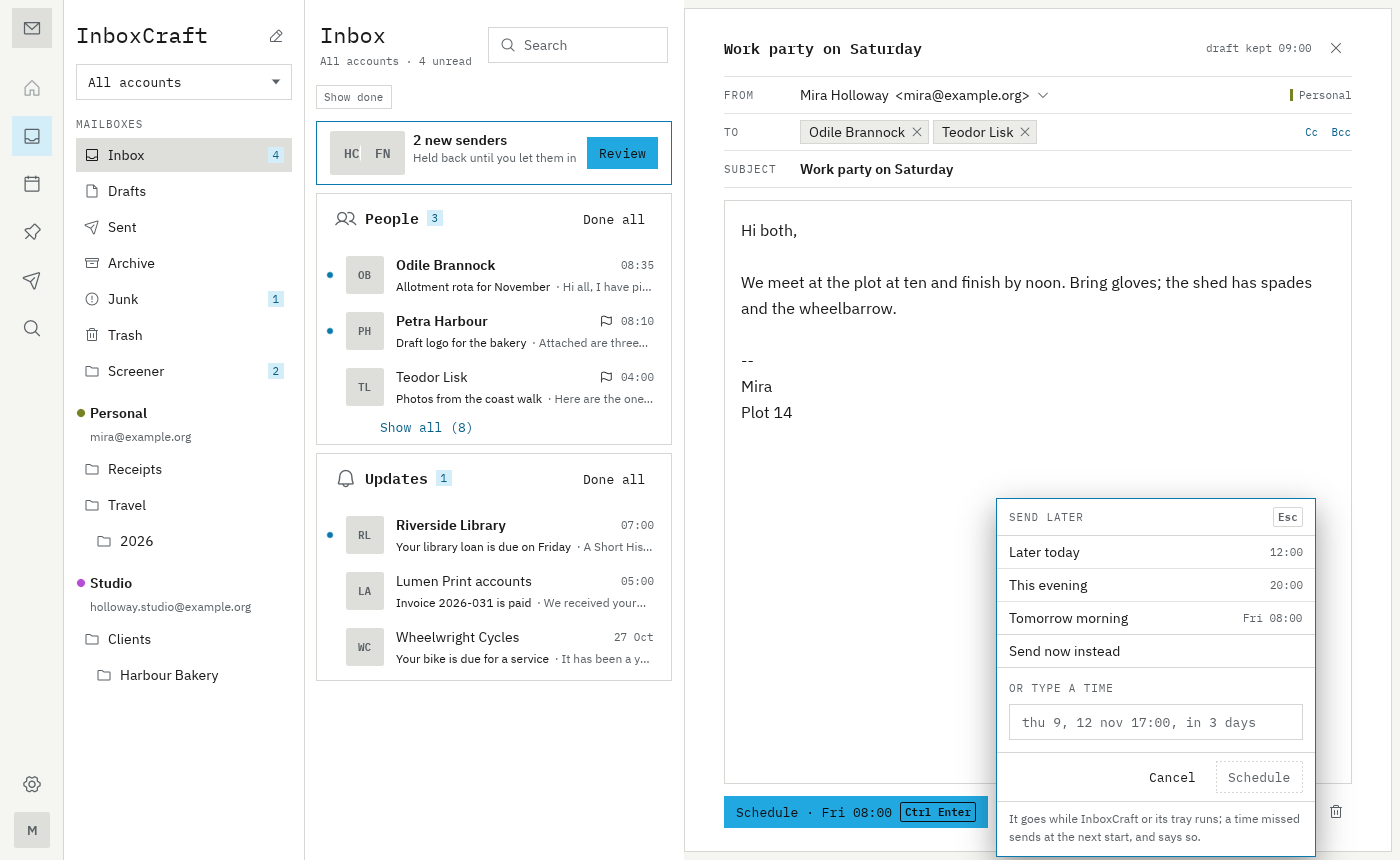 InboxCraft
All accounts
MAILBOXES
Inbox 4
Drafts
Sent
Archive
Junk 1
Trash
Screener 2
Personal
mira@example.org
Receipts
Travel
2026
Studio
holloway.studio@example.org
Clients
Harbour Bakery
M
Inbox
All accounts · 4 unread
Search
Show done
HC FN
2 new senders
Held back until you let them in
Review
People 3 Done all
OB
Odile Brannock 08:35
Allotment rota for November · Hi all, I have pi…
PH
Petra Harbour 08:10
Draft logo for the bakery · Attached are three…
TL
Teodor Lisk 04:00
Photos from the coast walk · Here are the one…
Show all (8)
Updates 1 Done all
RL
Riverside Library 07:00
Your library loan is due on Friday · A Short His…
LA
Lumen Print accounts 05:00
Invoice 2026-031 is paid · We received your…
WC
Wheelwright Cycles 27 Oct
Your bike is due for a service · It has been a y…
Work party on Saturday draft kept 09:00
FROM Mira Holloway <mira@example.org> Personal
TO Odile Brannock Teodor Lisk Cc Bcc
SUBJECT Work party on Saturday
Hi both,
We meet at the plot at ten and finish by noon. Bring gloves; the shed has spades
and the wheelbarrow.
--
Mira
Plot 14
SEND LATER Esc
Later today 12:00
This evening 20:00
Tomorrow morning Fri 08:00
Send now instead
OR TYPE A TIME
thu 9, 12 nov 17:00, in 3 days
Cancel Schedule
It goes while InboxCraft or its tray runs; a time missed
sends at the next start, and says so.
Schedule · Fri 08:00 Ctrl Enter